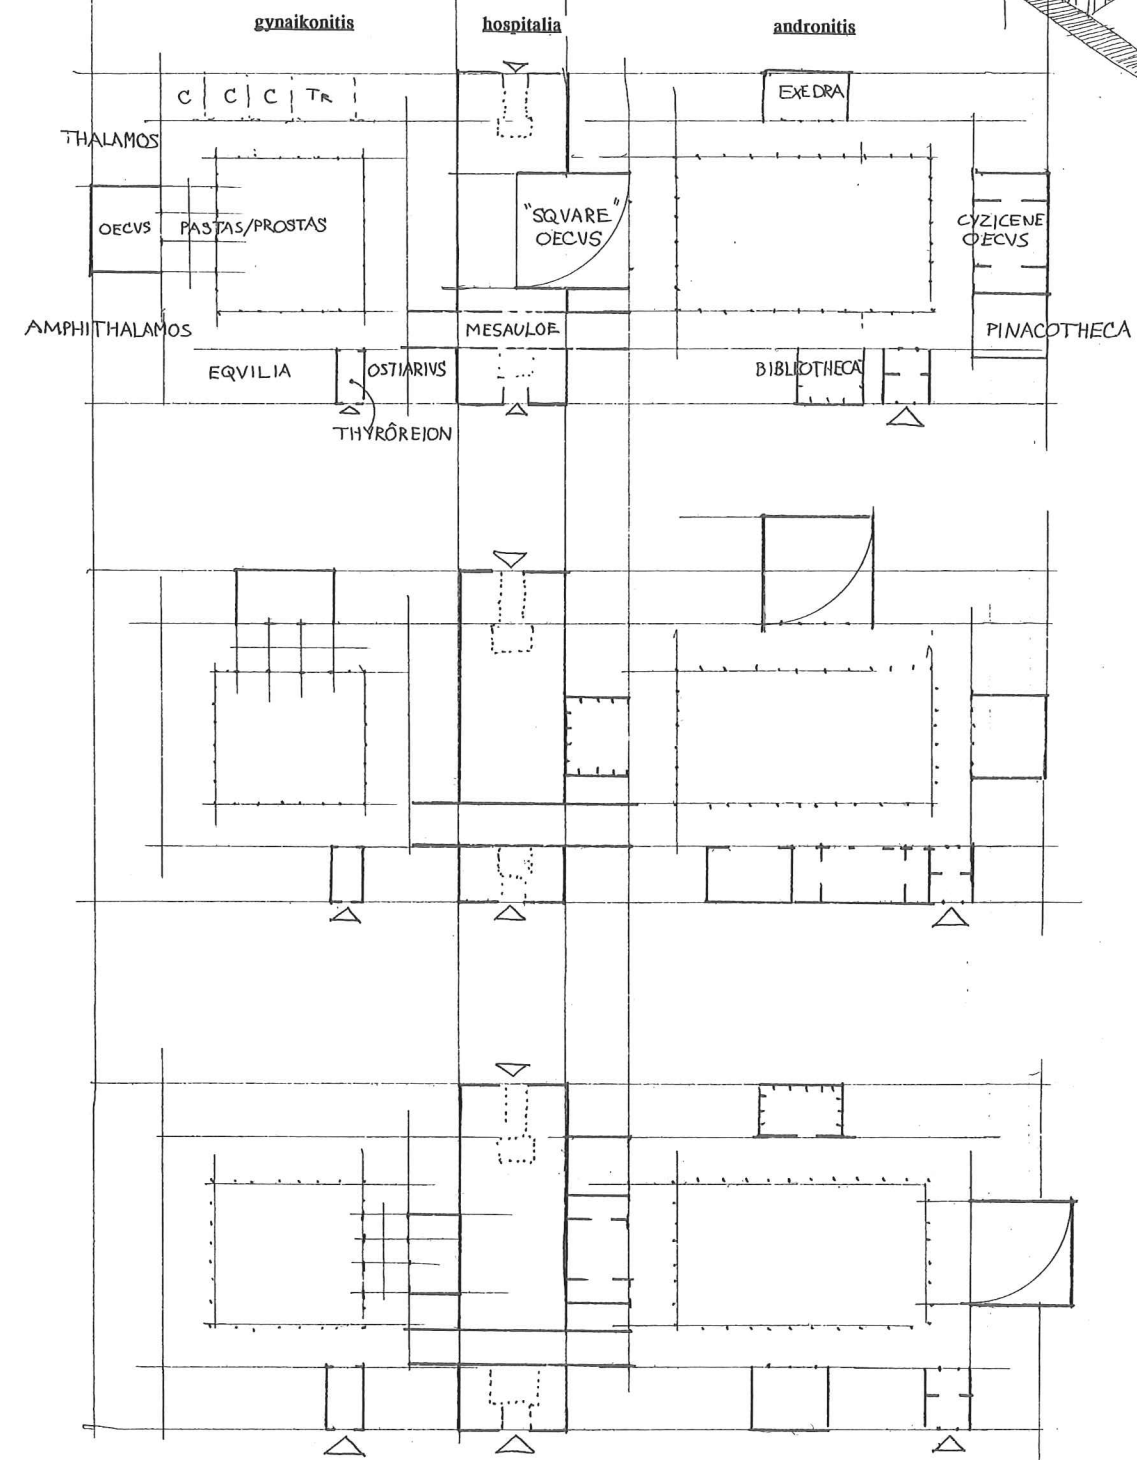 gynaikonitis
hospitalia
andronitis
C C C TR
EXEDRA
THALAMOS
OECVS
PASTAS/PROSTAS
"SQVARE"
OECVS
CYZICENE
OECVS
AMPHITHALAMOS
MESAULOE
PINACOTHECA
EQVILIA
OSTIARIVS
BIBLIOTHECA
THYRÔREION